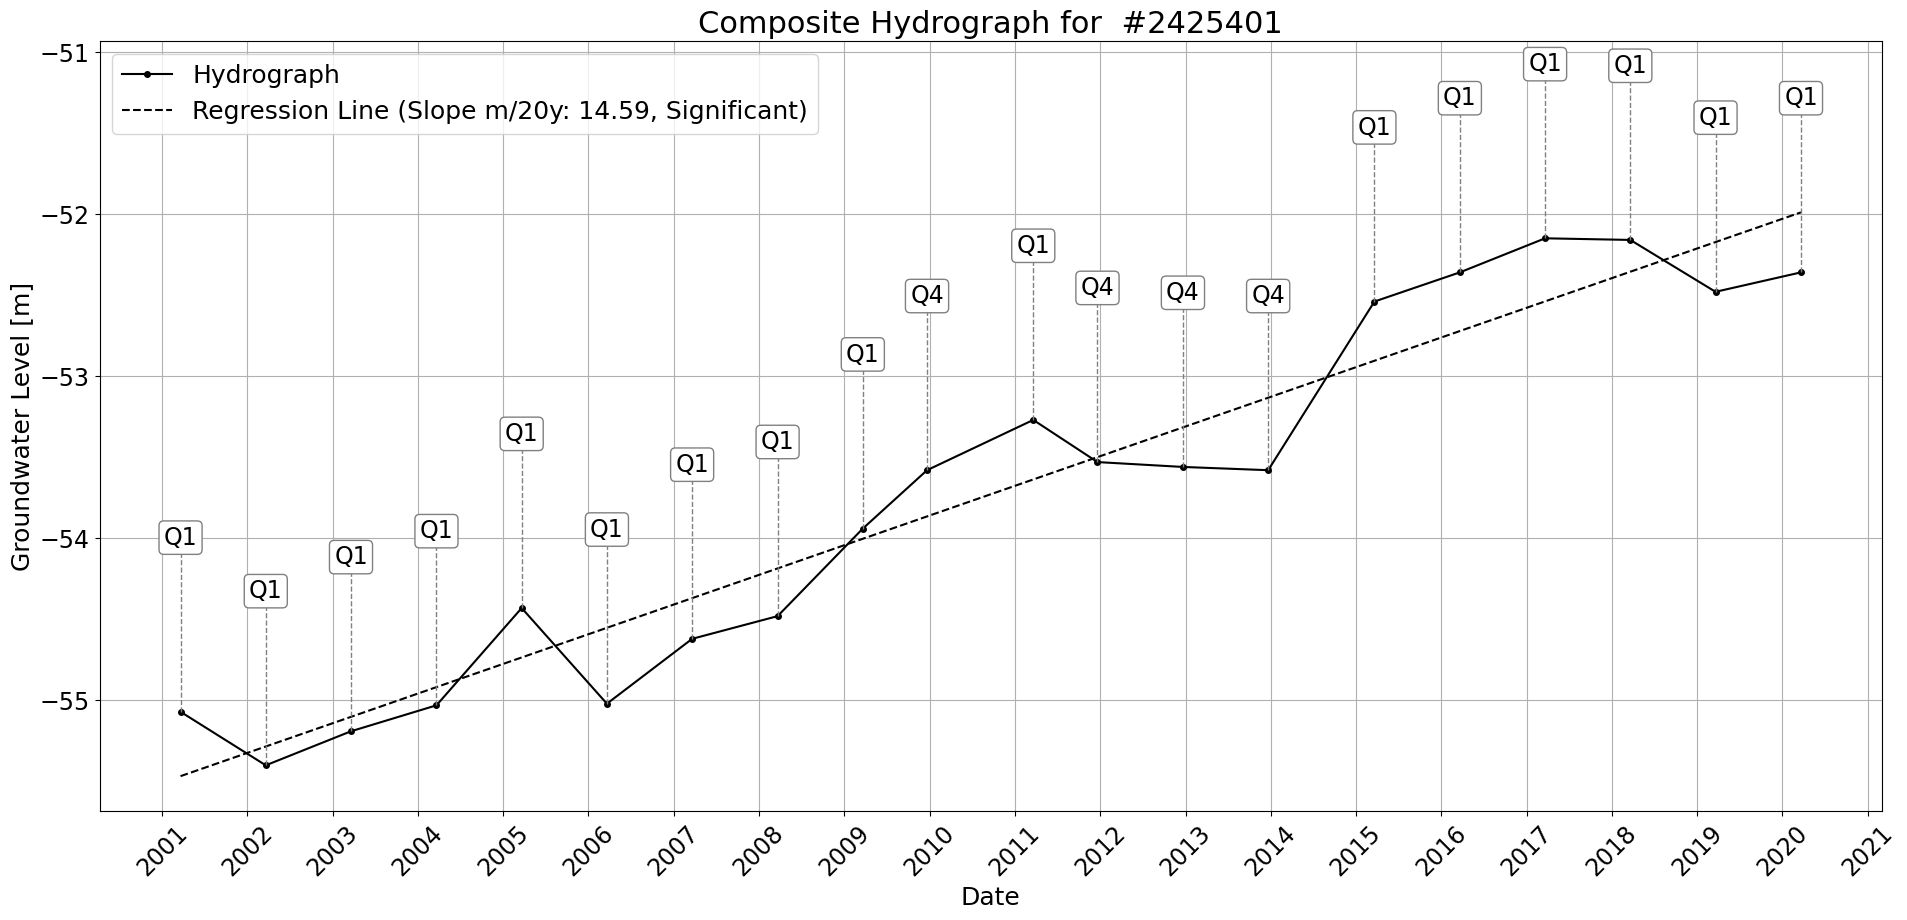 Composite Hydrograph for  #2425401
Hydrograph
Regression Line (Slope m/20y: 14.59, Significant)
Groundwater Level [m]
−51
−52
−53
−54
−55
Q1
Q1
Q1
Q1
Q1
Q1
Q1
Q1
Q1
Q4
Q1
Q4
Q4
Q4
Q1
Q1
Q1
Q1
Q1
Q1
2001
2002
2003
2004
2005
2006
2007
2008
2009
2010
2011
2012
2013
2014
2015
2016
2017
2018
2019
2020
2021
Date